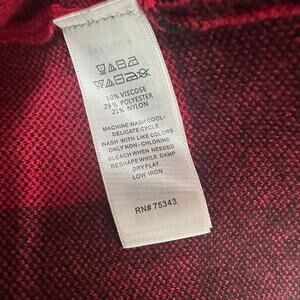 50% VISCOSE
29% POLYESTER
21% NYLON
MACHINE WASH COOL-
DELICATE CYCLE
WASH WITH LIKE COLORS
ONLY NON-CHLORINE
BLEACH WHEN NEEDED
RESHAPE WHILE DAMP
DRY FLAT
LOW IRON
RN# 75343